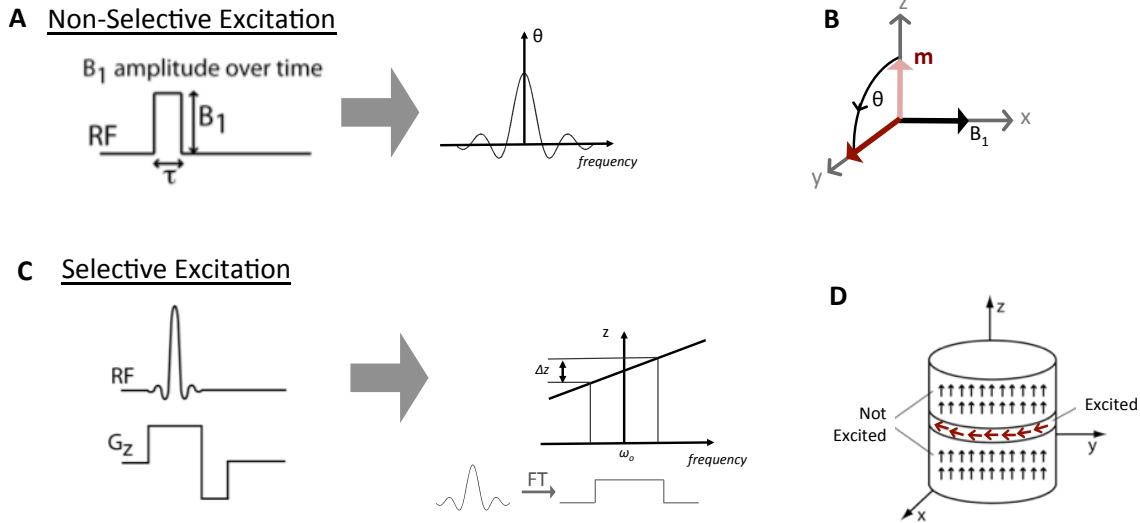 A Non-Selective Excitation
B₁ amplitude over time
RF
B₁
τ
θ
frequency
B
z
m
θ
x
B₁
y
C Selective Excitation
RF
Gz
z
Δz
ωo
frequency
FT
D
z
Not
Excited
Excited
y
x